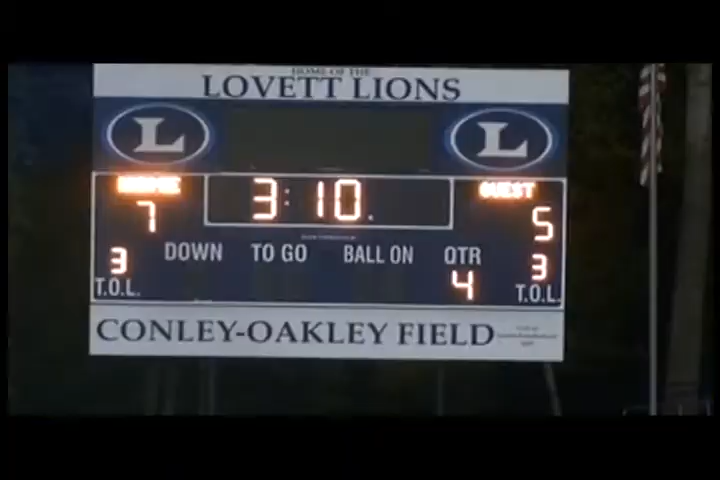 HOME OF THE
LOVETT LIONS
L L
HOME 3:10 GUEST
7 5
3 DOWN TO GO BALL ON QTR 3
T.O.L. 4 T.O.L.
CONLEY-OAKLEY FIELD